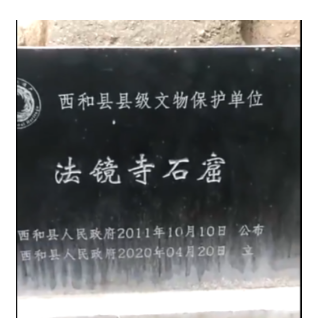 西和县县级文物保护单位
法镜寺石窟
西和县人民政府2011年10月10日 公布
西和县人民政府2020年04月20日 立